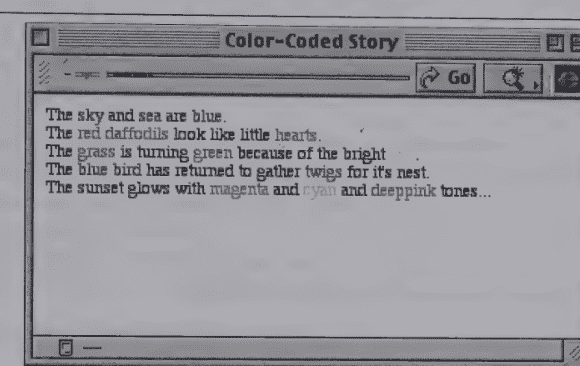 Color-Coded Story
Go
The sky and sea are blue.
The red daffodils look like little hearts.
The grass is turning green because of the bright
The blue bird has returned to gather twigs for it's nest.
The sunset glows with magenta and cyan and deeppink tones...